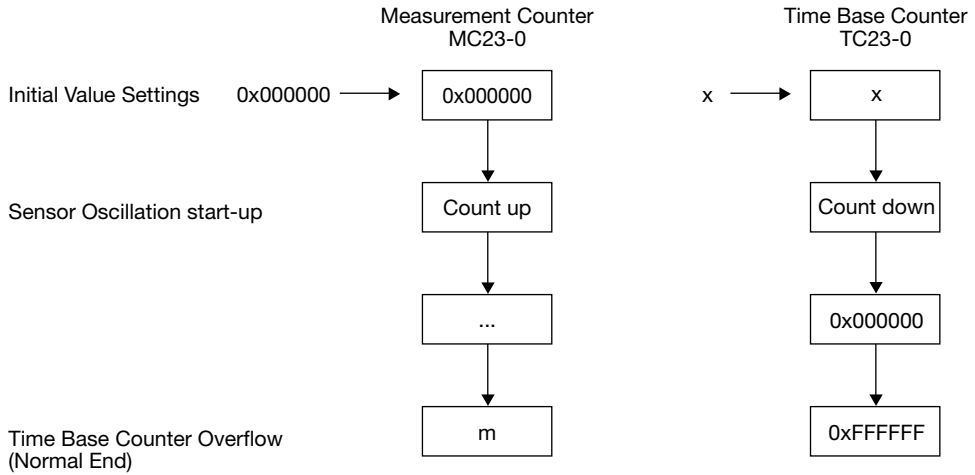 Measurement Counter
MC23-0
Time Base Counter
TC23-0
Initial Value Settings
0x000000
0x000000
x
x
Sensor Oscillation start-up
Count up
Count down
...
0x000000
Time Base Counter Overflow
(Normal End)
m
0xFFFFFF